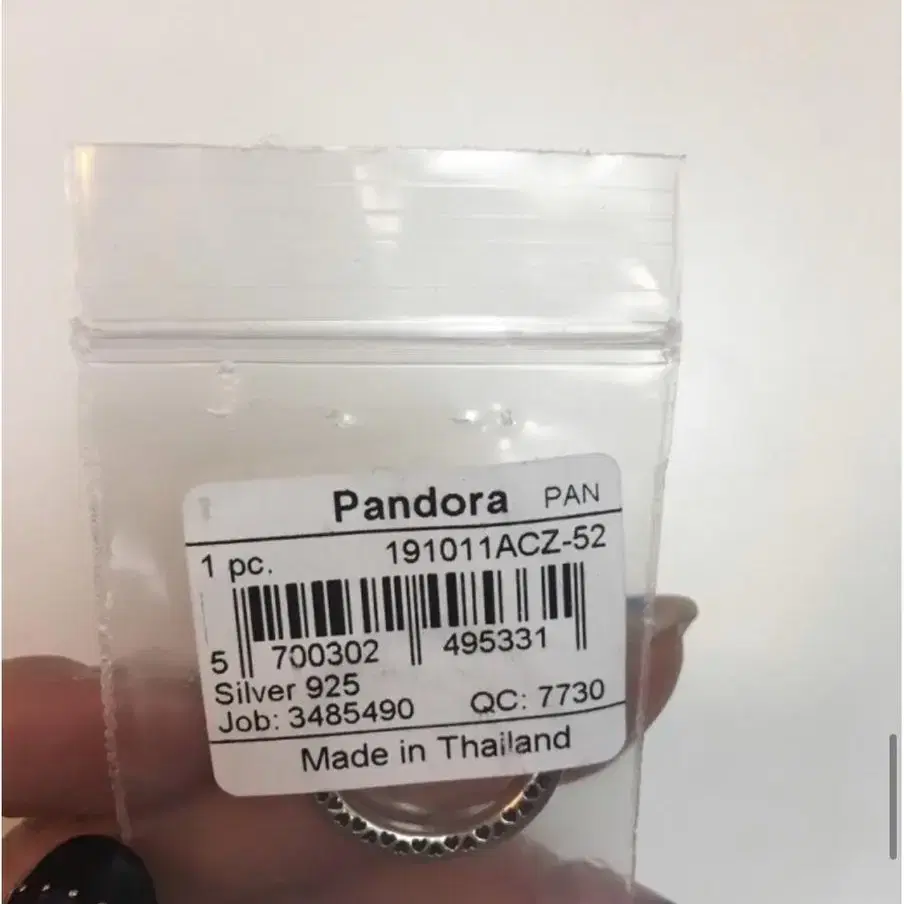 Pandora PAN
1 pc. 191011ACZ-52
5 700302 495331
Silver 925
Job: 3485490 QC: 7730
Made in Thailand